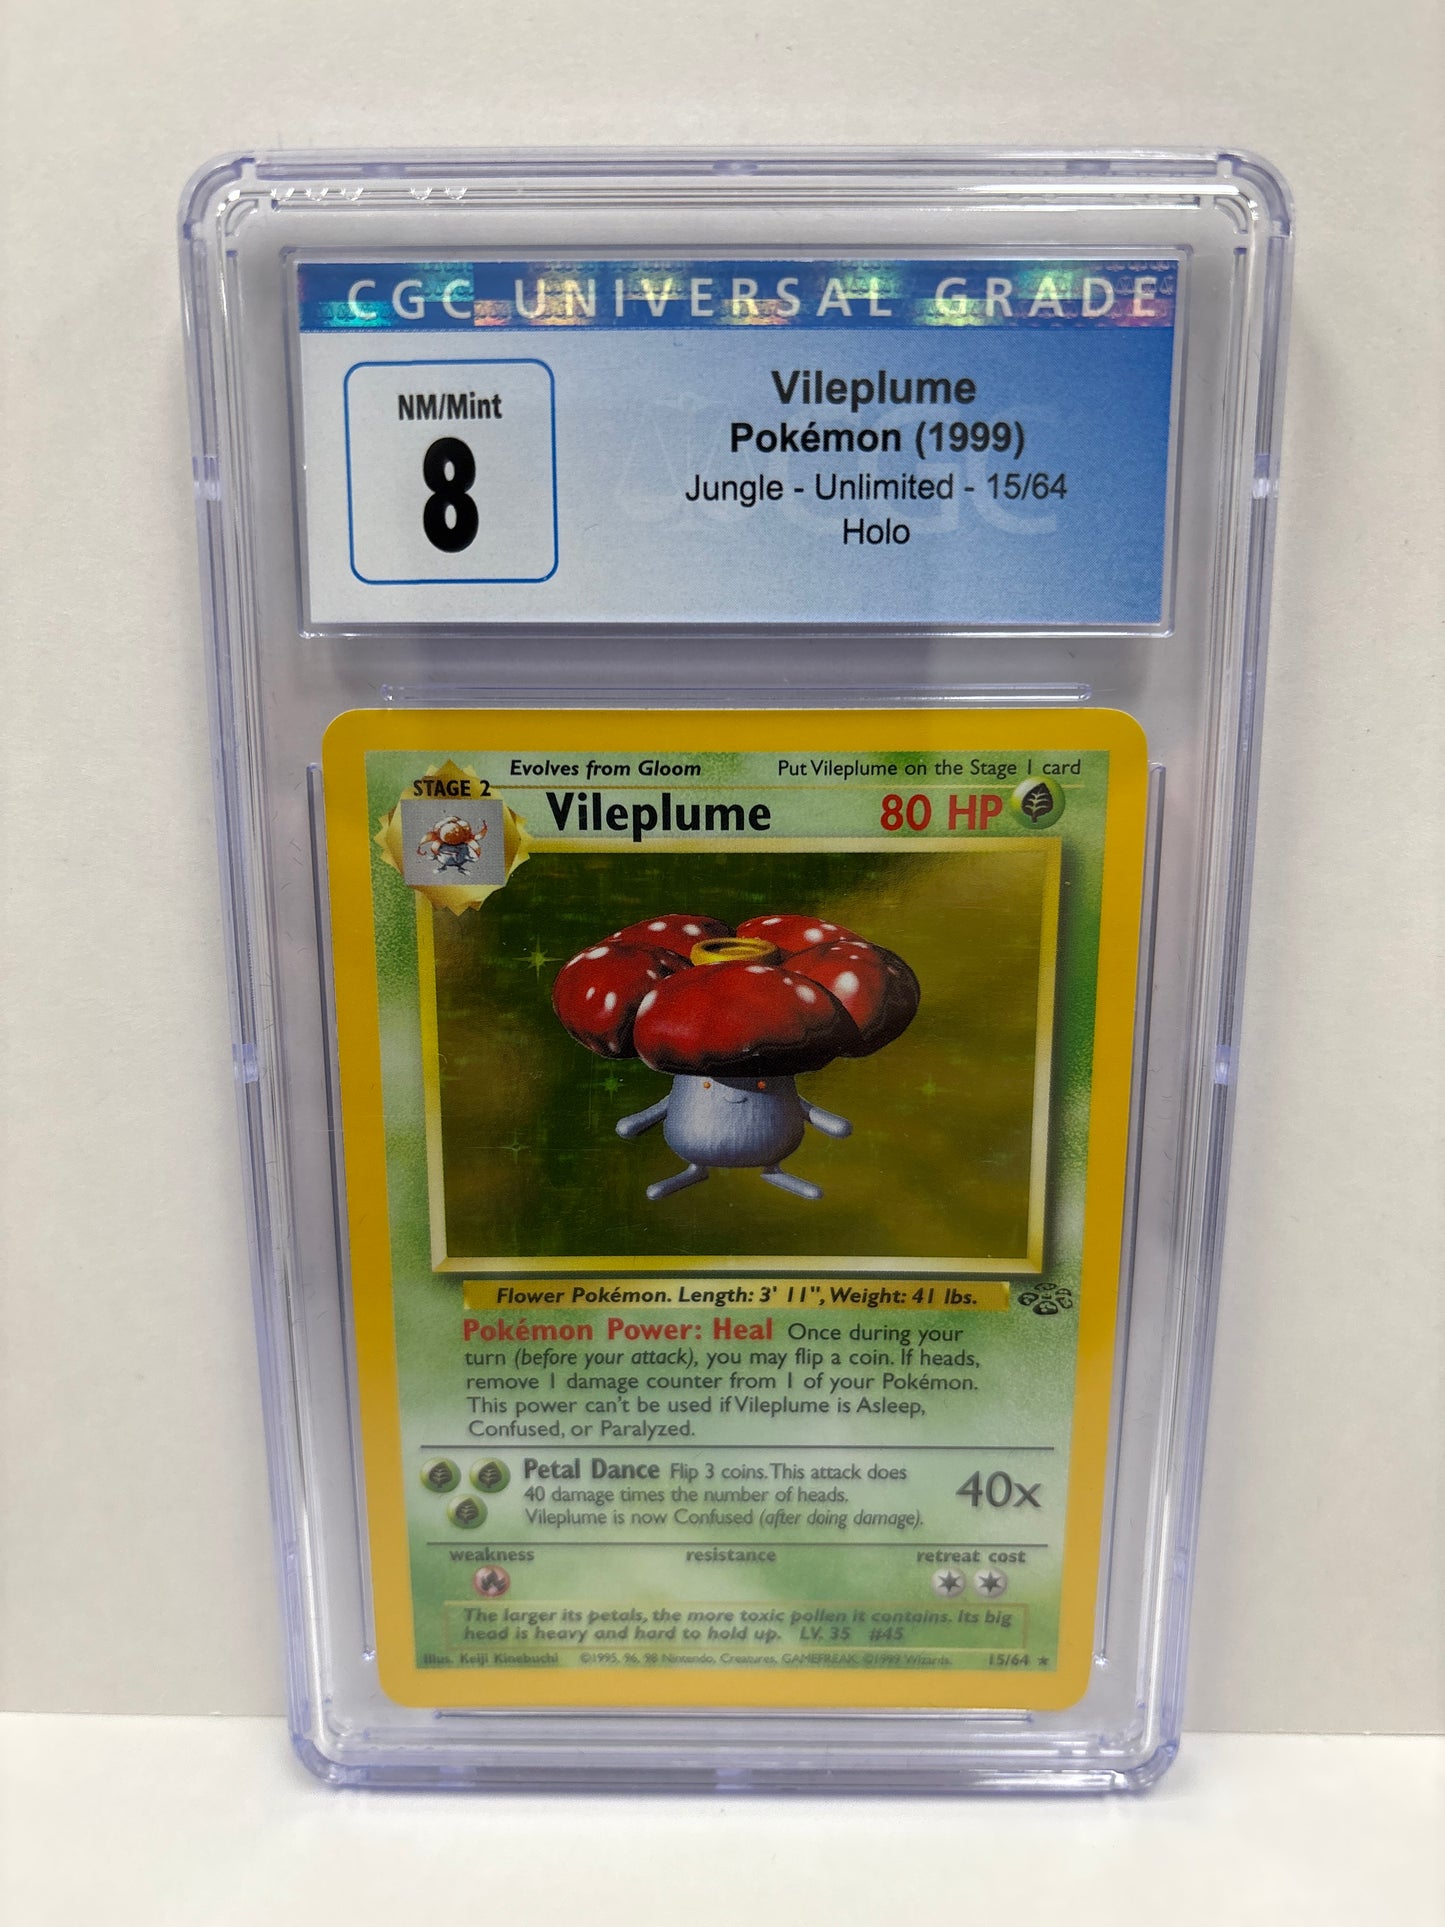 CGC UNIVERSAL GRADE
NM/Mint
8
Vileplume
Pokémon (1999)
Jungle - Unlimited - 15/64
Holo
Evolves from Gloom
Put Vileplume on the Stage 1 card
STAGE 2
Vileplume
80 HP
Flower Pokémon. Length: 3' 11", Weight: 41 lbs.
Pokémon Power: Heal Once during your
turn (before your attack), you may flip a coin. If heads,
remove 1 damage counter from 1 of your Pokémon.
This power can't be used if Vileplume is Asleep,
Confused, or Paralyzed.
Petal Dance Flip 3 coins. This attack does
40 damage times the number of heads.
Vileplume is now Confused (after doing damage).
40x
weakness
resistance
retreat cost
The larger its petals, the more toxic pollen it contains. Its big
head is heavy and hard to hold up. LV. 35 #45
Illus. Keiji Kinebuchi
©1995, 96, 98 Nintendo, Creatures, GAMEFREAK. ©1999 Wizards.
15/64